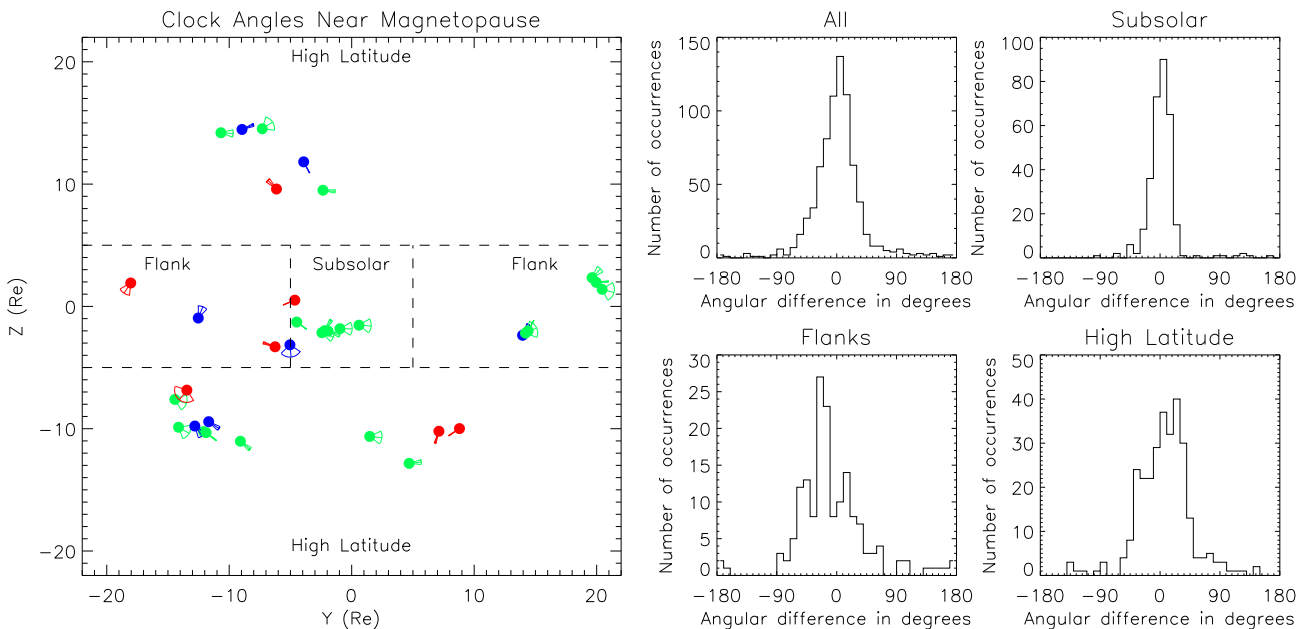 Clock Angles Near Magnetopause
High Latitude
Flank
Subsolar
Flank
High Latitude
Z (Re)
20
10
0
−10
−20
−20
−10
0
10
20
Y (Re)
All
Number of occurrences
150
100
50
0
−180
−90
0
90
180
Angular difference in degrees
Subsolar
Number of occurrences
100
80
60
40
20
0
−180
−90
0
90
180
Angular difference in degrees
Flanks
Number of occurrences
30
25
20
15
10
5
0
−180
−90
0
90
180
Angular difference in degrees
High Latitude
Number of occurrences
50
40
30
20
10
0
−180
−90
0
90
180
Angular difference in degrees